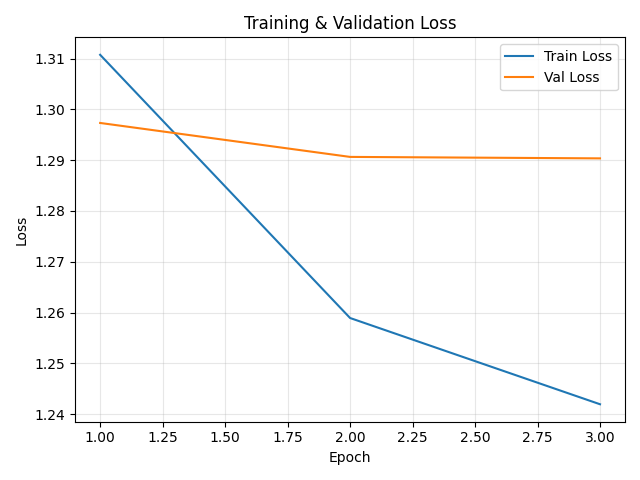 Training & Validation Loss
Train Loss
Val Loss
1.31
1.30
1.29
1.28
1.27
1.26
1.25
1.24
Loss
1.00 1.25 1.50 1.75 2.00 2.25 2.50 2.75 3.00
Epoch